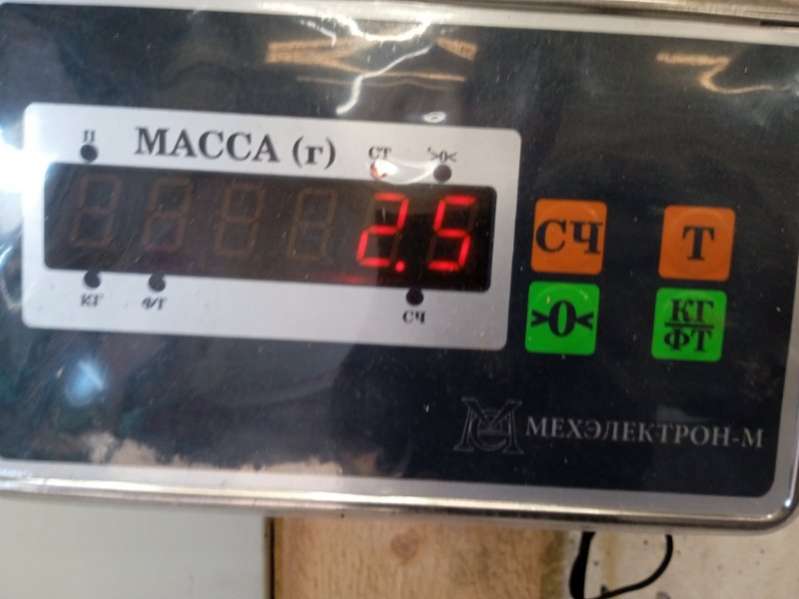 П
МАССА (г)
СТ
>0<
2.5
КГ
ФТ
СЧ
СЧ
Т
>0<
КГ
ФТ
МЕХЭЛЕКТРОН-М